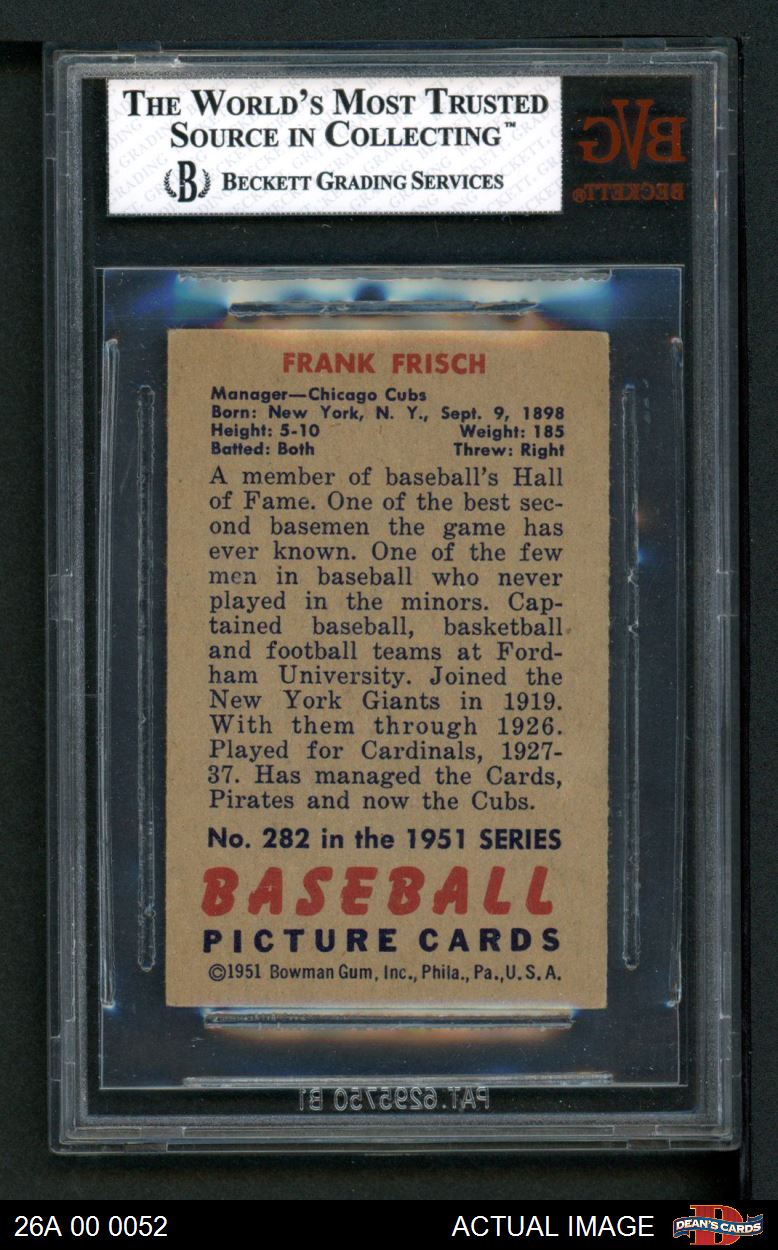 THE WORLD'S MOST TRUSTED
SOURCE IN COLLECTING™
B BECKETT GRADING SERVICES
BVG
BECKETT®
FRANK FRISCH
Manager—Chicago Cubs
Born: New York, N. Y., Sept. 9, 1898
Height: 5-10 Weight: 185
Batted: Both Threw: Right
A member of baseball's Hall
of Fame. One of the best sec-
ond basemen the game has
ever known. One of the few
men in baseball who never
played in the minors. Cap-
tained baseball, basketball
and football teams at Ford-
ham University. Joined the
New York Giants in 1919.
With them through 1926.
Played for Cardinals, 1927-
37. Has managed the Cards,
Pirates and now the Cubs.
No. 282 in the 1951 SERIES
BASEBALL
PICTURE CARDS
©1951 Bowman Gum, Inc., Phila., Pa., U. S. A.
PAT. 6295750 B1
26A 00 0052 ACTUAL IMAGE D DEAN'S CARDS